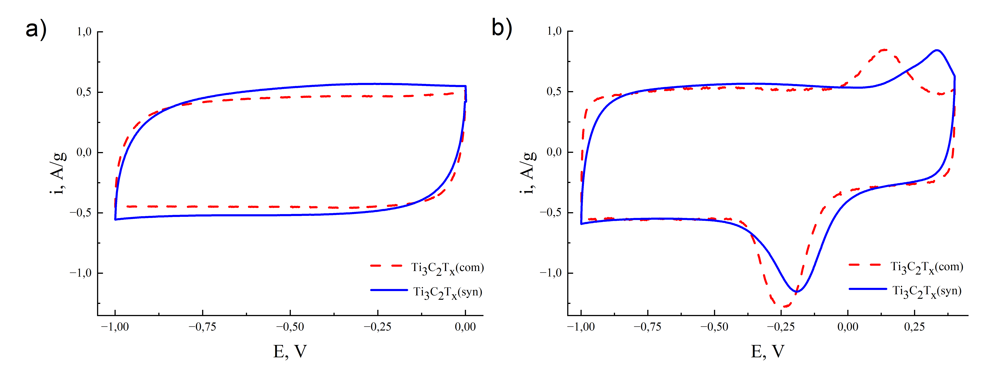 a)
1,0
0,5
0,0
−0,5
−1,0
i, A/g
−1,00 −0,75 −0,50 −0,25 0,00
E, V
Ti3C2Tx(com)
Ti3C2Tx(syn)
b)
1,0
0,5
0,0
−0,5
−1,0
i, A/g
−1,00 −0,75 −0,50 −0,25 0,00 0,25
E, V
Ti3C2Tx(com)
Ti3C2Tx(syn)